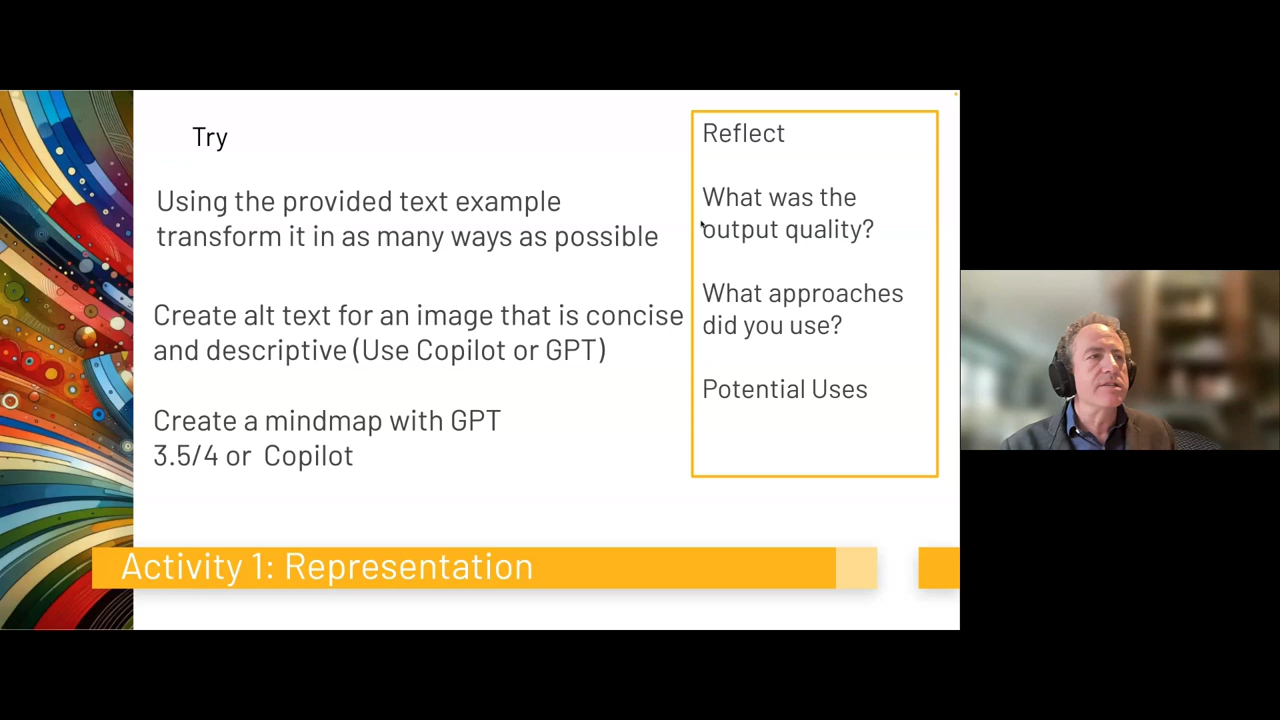 Try
Using the provided text example
transform it in as many ways as possible
Create alt text for an image that is concise
and descriptive (Use Copilot or GPT)
Create a mindmap with GPT
3.5/4 or Copilot
Reflect
What was the
output quality?
What approaches
did you use?
Potential Uses
Activity 1: Representation